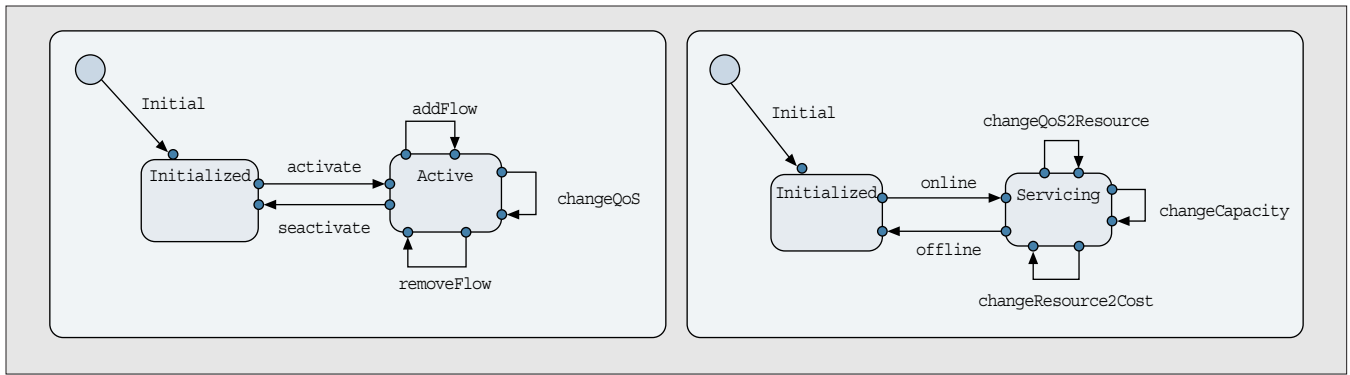 Initial
addFlow
Initialized
activate
Active
changeQoS
seactivate
removeFlow
Initial
changeQoS2Resource
Initialized
online
Servicing
changeCapacity
offline
changeResource2Cost